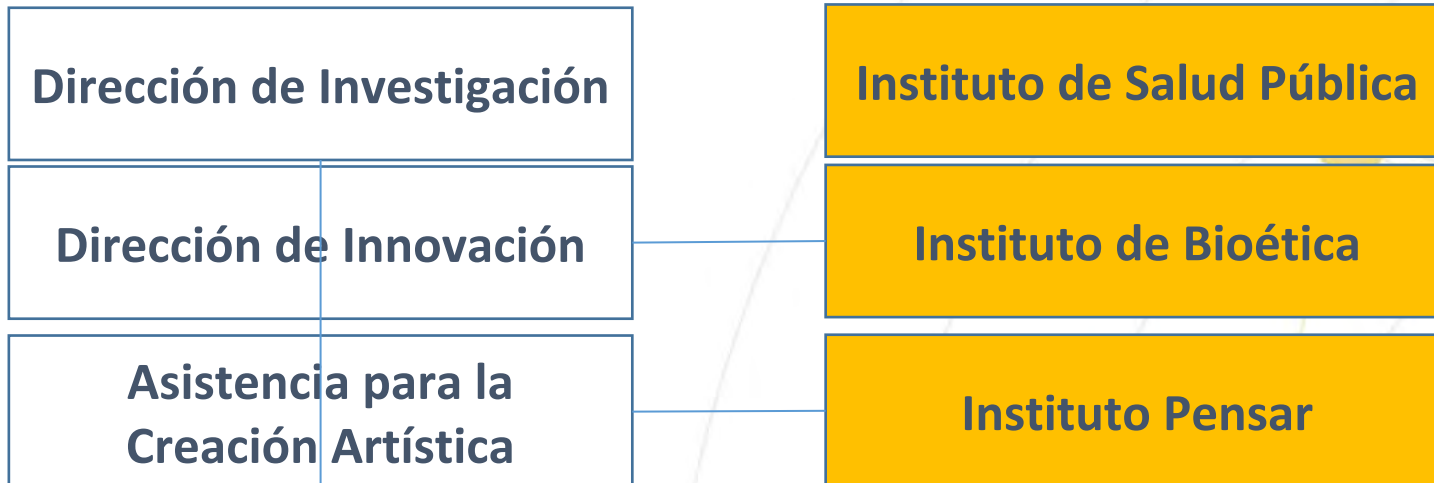 Dirección de Investigación
Instituto de Salud Pública
Dirección de Innovación
Instituto de Bioética
Asistencia para la
Creación Artística
Instituto Pensar